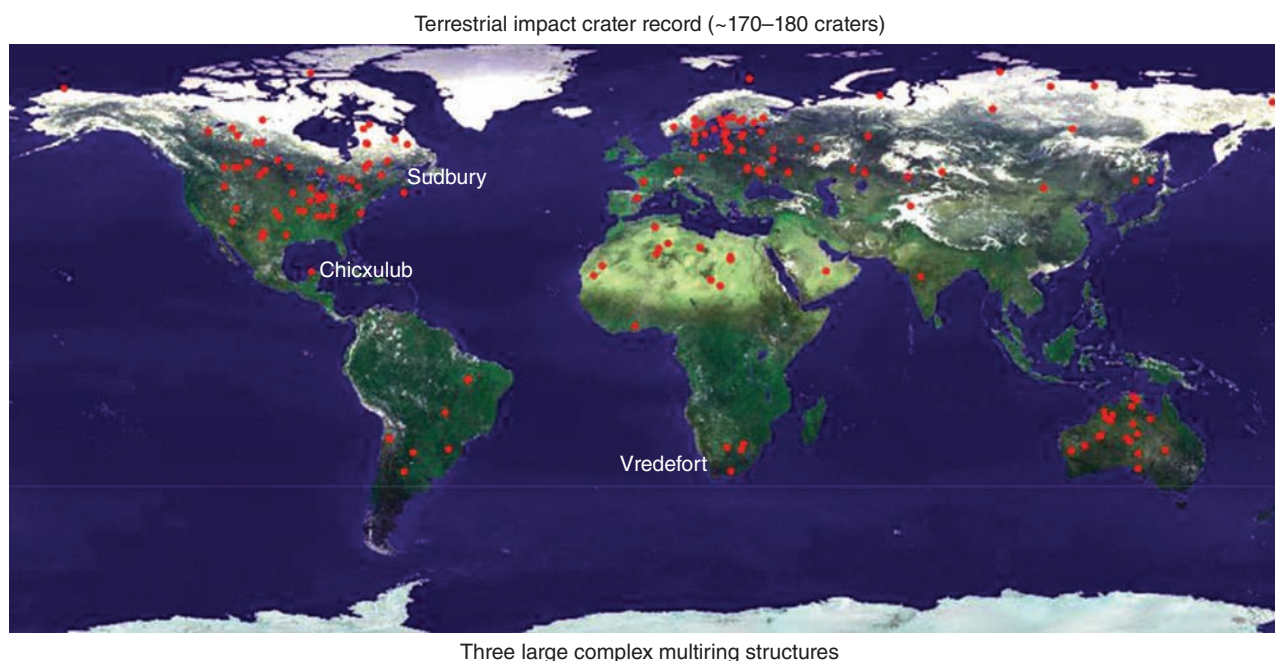 Terrestrial impact crater record (~170–180 craters)
Sudbury
Chicxulub
Vredefort
Three large complex multiring structures